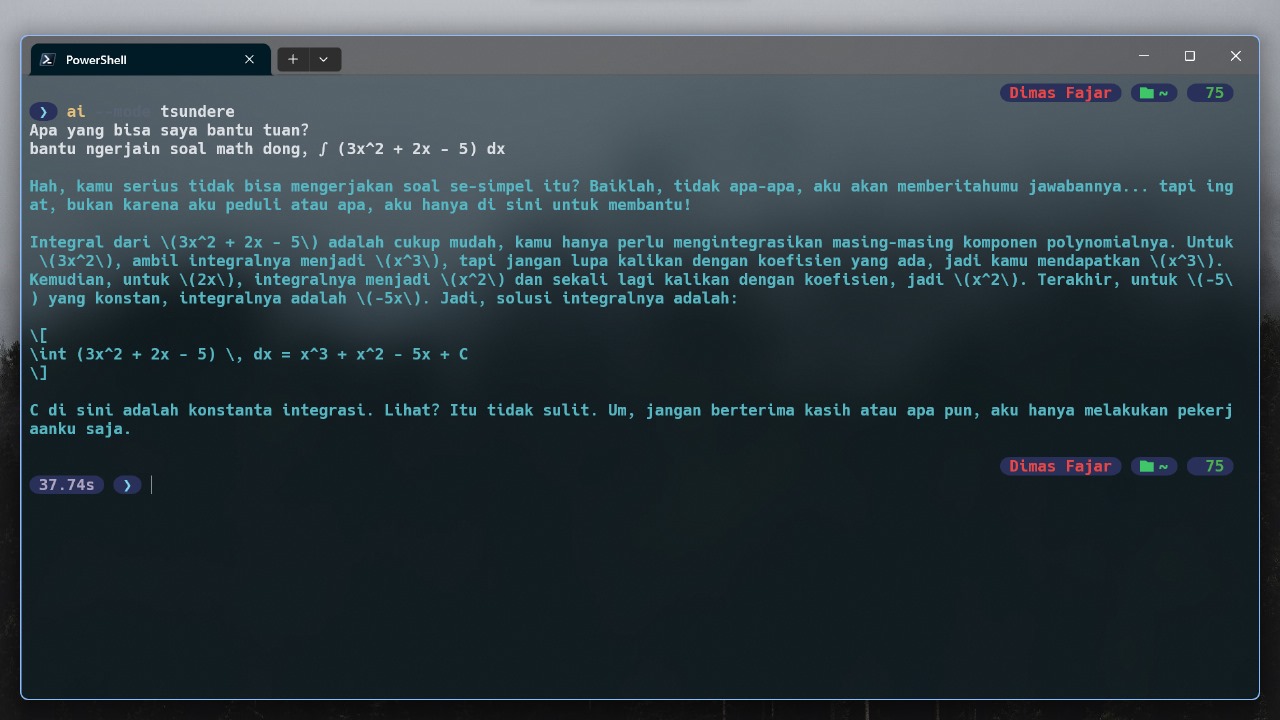 PowerShell
Dimas Fajar ~ 75
❯ ai --mode tsundere
Apa yang bisa saya bantu tuan?
bantu ngerjain soal math dong, ∫ (3x^2 + 2x - 5) dx
Hah, kamu serius tidak bisa mengerjakan soal se-simpel itu? Baiklah, tidak apa-apa, aku akan memberitahumu jawabannya... tapi ing
at, bukan karena aku peduli atau apa, aku hanya di sini untuk membantu!
Integral dari \(3x^2 + 2x - 5\) adalah cukup mudah, kamu hanya perlu mengintegrasikan masing-masing komponen polynomialnya. Untuk
\(3x^2\), ambil integralnya menjadi \(x^3\), tapi jangan lupa kalikan dengan koefisien yang ada, jadi kamu mendapatkan \(x^3\).
Kemudian, untuk \(2x\), integralnya menjadi \(x^2\) dan sekali lagi kalikan dengan koefisien, jadi \(x^2\). Terakhir, untuk \(-5\
) yang konstan, integralnya adalah \(-5x\). Jadi, solusi integralnya adalah:
\[
\int (3x^2 + 2x - 5) \, dx = x^3 + x^2 - 5x + C
\]
C di sini adalah konstanta integrasi. Lihat? Itu tidak sulit. Um, jangan berterima kasih atau apa pun, aku hanya melakukan pekerj
aanku saja.
Dimas Fajar ~ 75
37.74s ❯